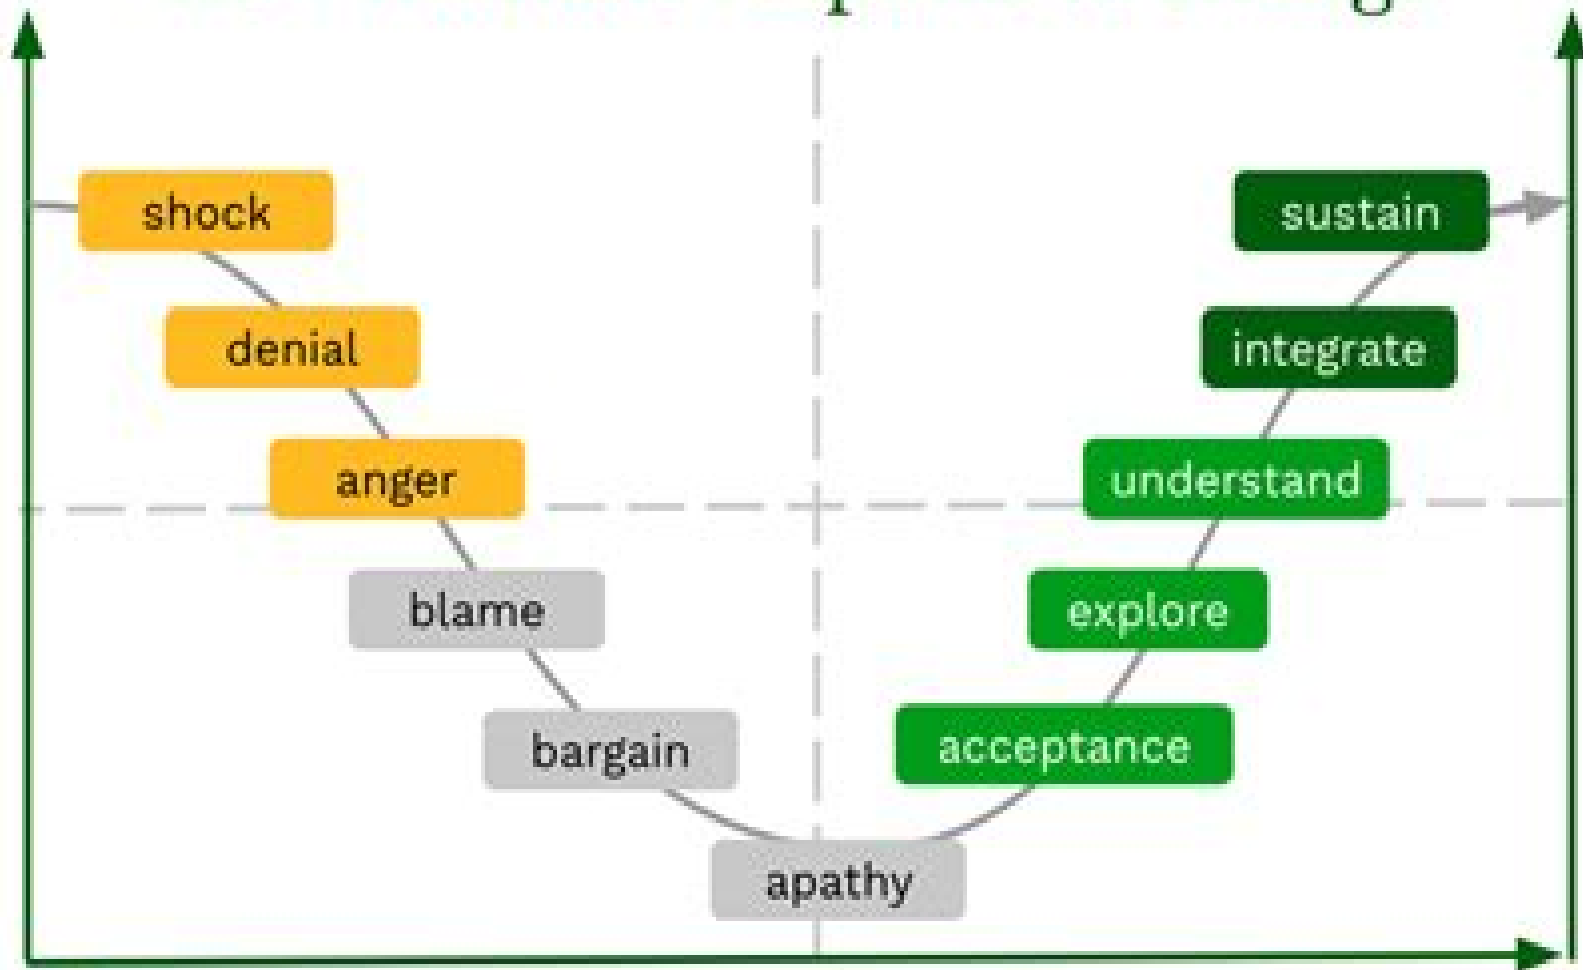 shock
denial
anger
blame
bargain
apathy
acceptance
explore
understand
integrate
sustain